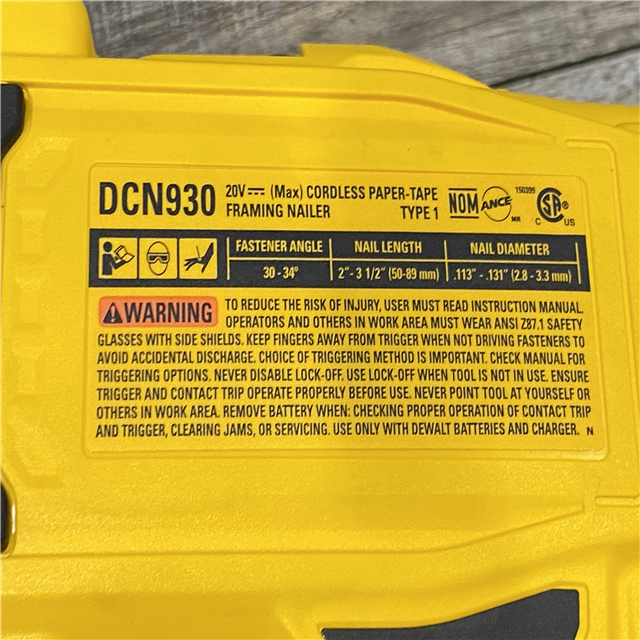 DCN930 20V⎓ (Max) CORDLESS PAPER-TAPE
FRAMING NAILER TYPE 1
NOM ANCE MR
150399
CSA® C US
FASTENER ANGLE NAIL LENGTH NAIL DIAMETER
30 - 34° 2"- 3 1/2" (50-89 mm) .113" - .131" (2.8 - 3.3 mm)
⚠WARNING TO REDUCE THE RISK OF INJURY, USER MUST READ INSTRUCTION MANUAL.
OPERATORS AND OTHERS IN WORK AREA MUST WEAR ANSI Z87.1 SAFETY
GLASSES WITH SIDE SHIELDS. KEEP FINGERS AWAY FROM TRIGGER WHEN NOT DRIVING FASTENERS TO
AVOID ACCIDENTAL DISCHARGE. CHOICE OF TRIGGERING METHOD IS IMPORTANT. CHECK MANUAL FOR
TRIGGERING OPTIONS. NEVER DISABLE LOCK-OFF. USE LOCK-OFF WHEN TOOL IS NOT IN USE. ENSURE
TRIGGER AND CONTACT TRIP OPERATE PROPERLY BEFORE USE. NEVER POINT TOOL AT YOURSELF OR
OTHERS IN WORK AREA. REMOVE BATTERY WHEN: CHECKING PROPER OPERATION OF CONTACT TRIP
AND TRIGGER, CLEARING JAMS, OR SERVICING. USE ONLY WITH DEWALT BATTERIES AND CHARGER. N